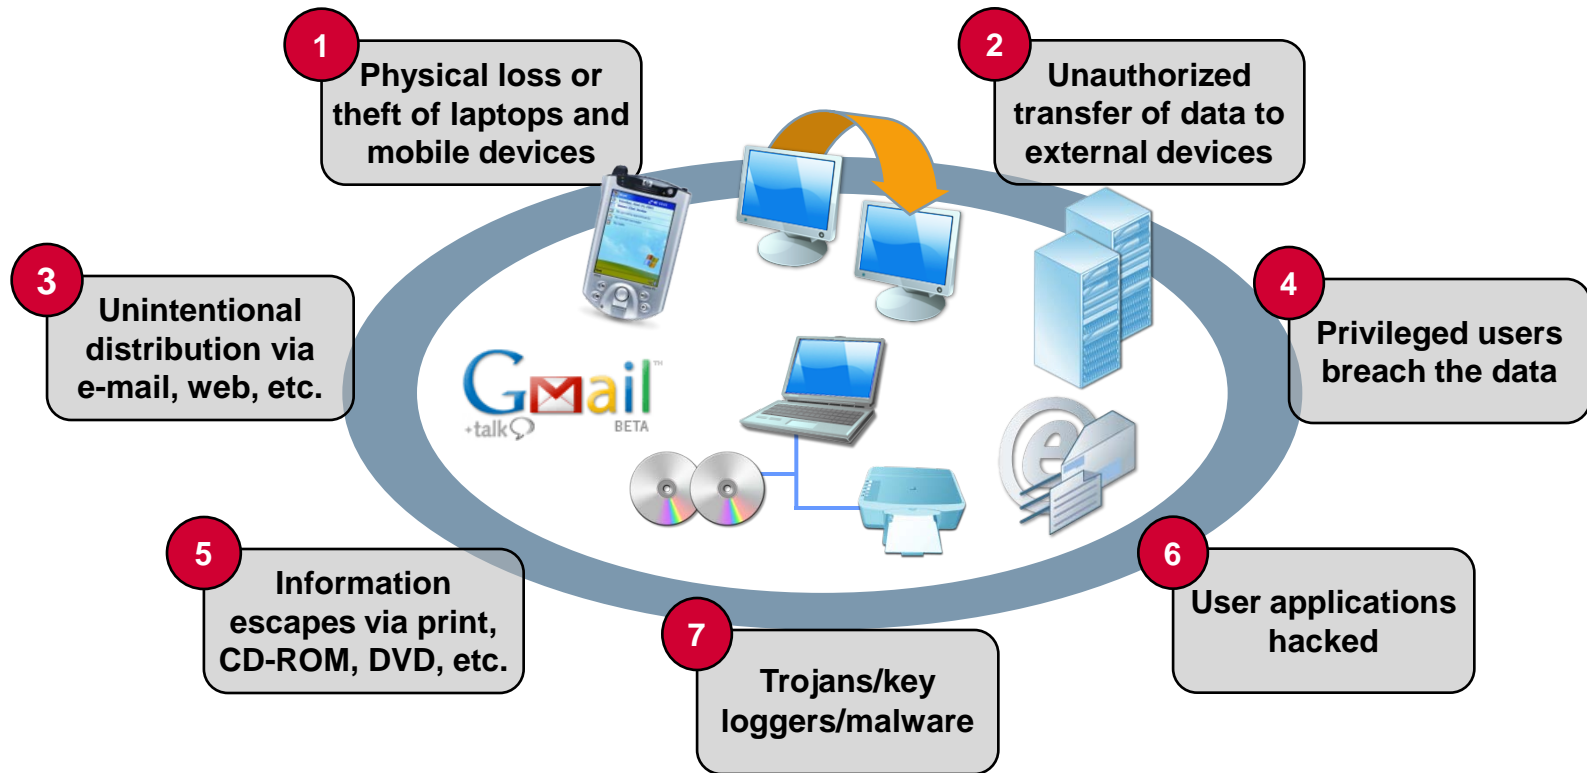 1
Physical loss or
theft of laptops and
mobile devices
2
Unauthorized
transfer of data to
external devices
3
Unintentional
distribution via
e-mail, web, etc.
4
Privileged users
breach the data
Gmail™
+talk BETA
e
5
Information
escapes via print,
CD-ROM, DVD, etc.
6
User applications
hacked
7
Trojans/key
loggers/malware